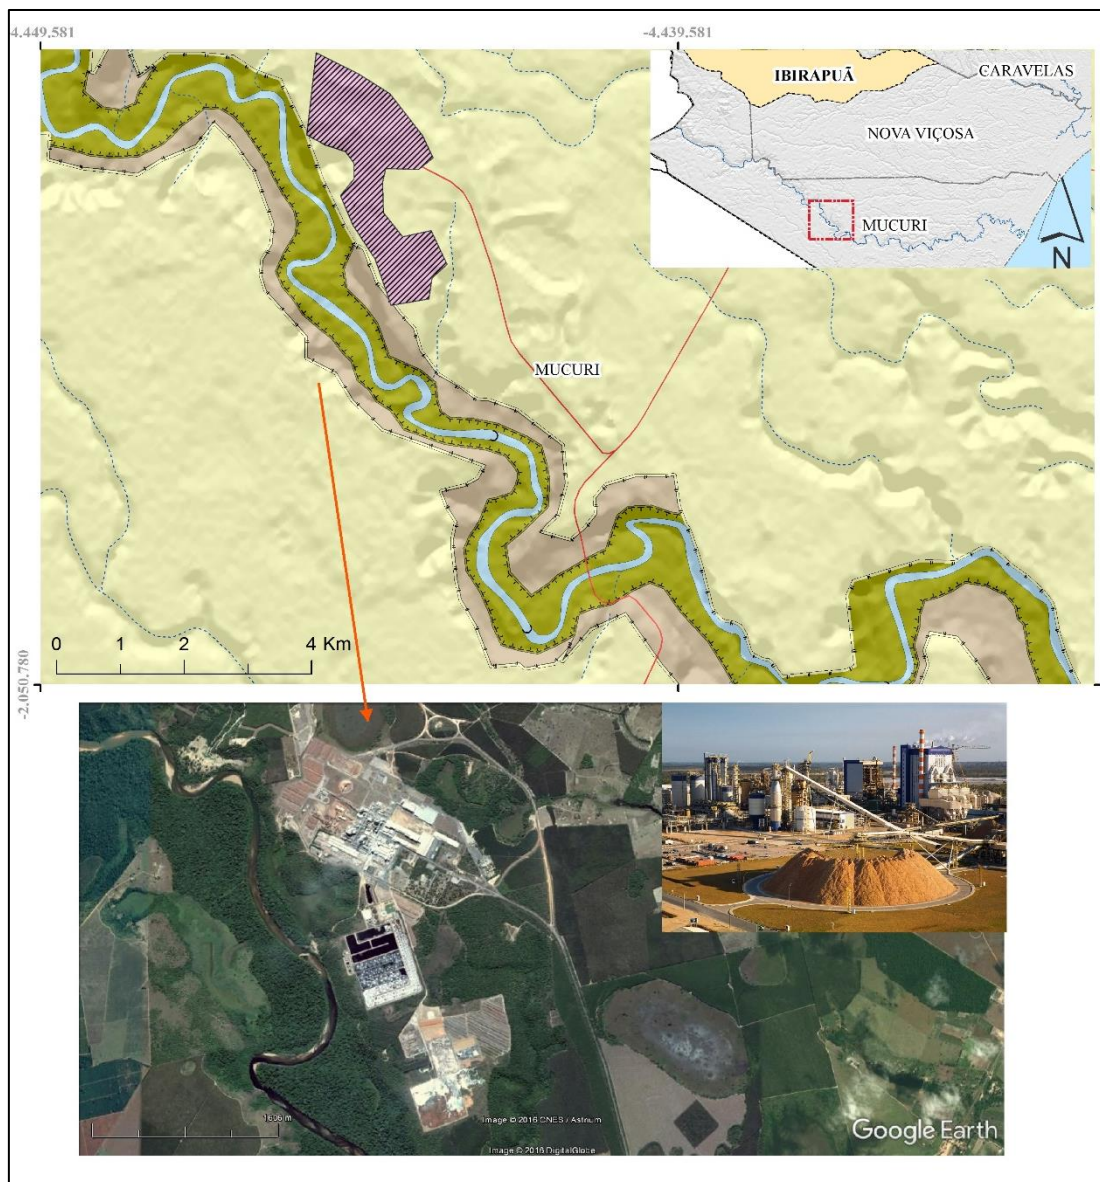 -4.449.581
-4.439.581
IBIRAPUÃ
CARAVELAS
NOVA VIÇOSA
MUCURI
N
MUCURI
0 1 2 4 Km
-2.050.780
1606 m
Image © 2016 CNES / Astrium
Image © 2016 DigitalGlobe
Google Earth